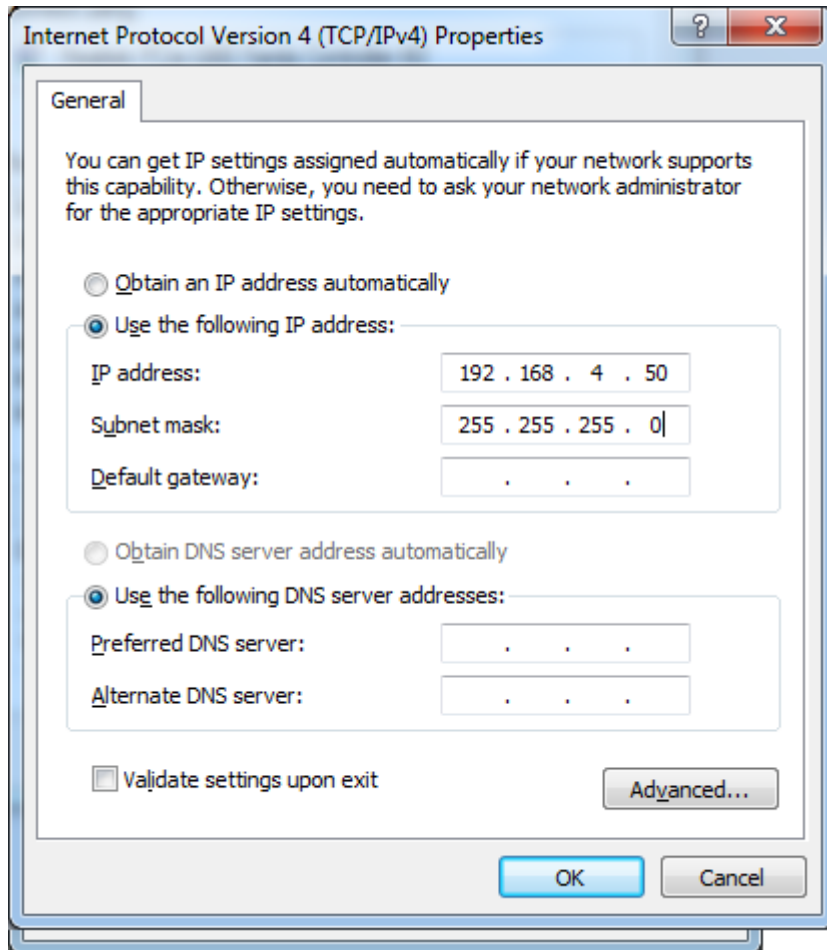 Internet Protocol Version 4 (TCP/IPv4) Properties
General
You can get IP settings assigned automatically if your network supports
this capability. Otherwise, you need to ask your network administrator
for the appropriate IP settings.
Obtain an IP address automatically
Use the following IP address:
IP address: 192 . 168 . 4 . 50
Subnet mask: 255 . 255 . 255 . 0
Default gateway: . . .
Obtain DNS server address automatically
Use the following DNS server addresses:
Preferred DNS server: . . .
Alternate DNS server: . . .
Validate settings upon exit
Advanced...
OK Cancel